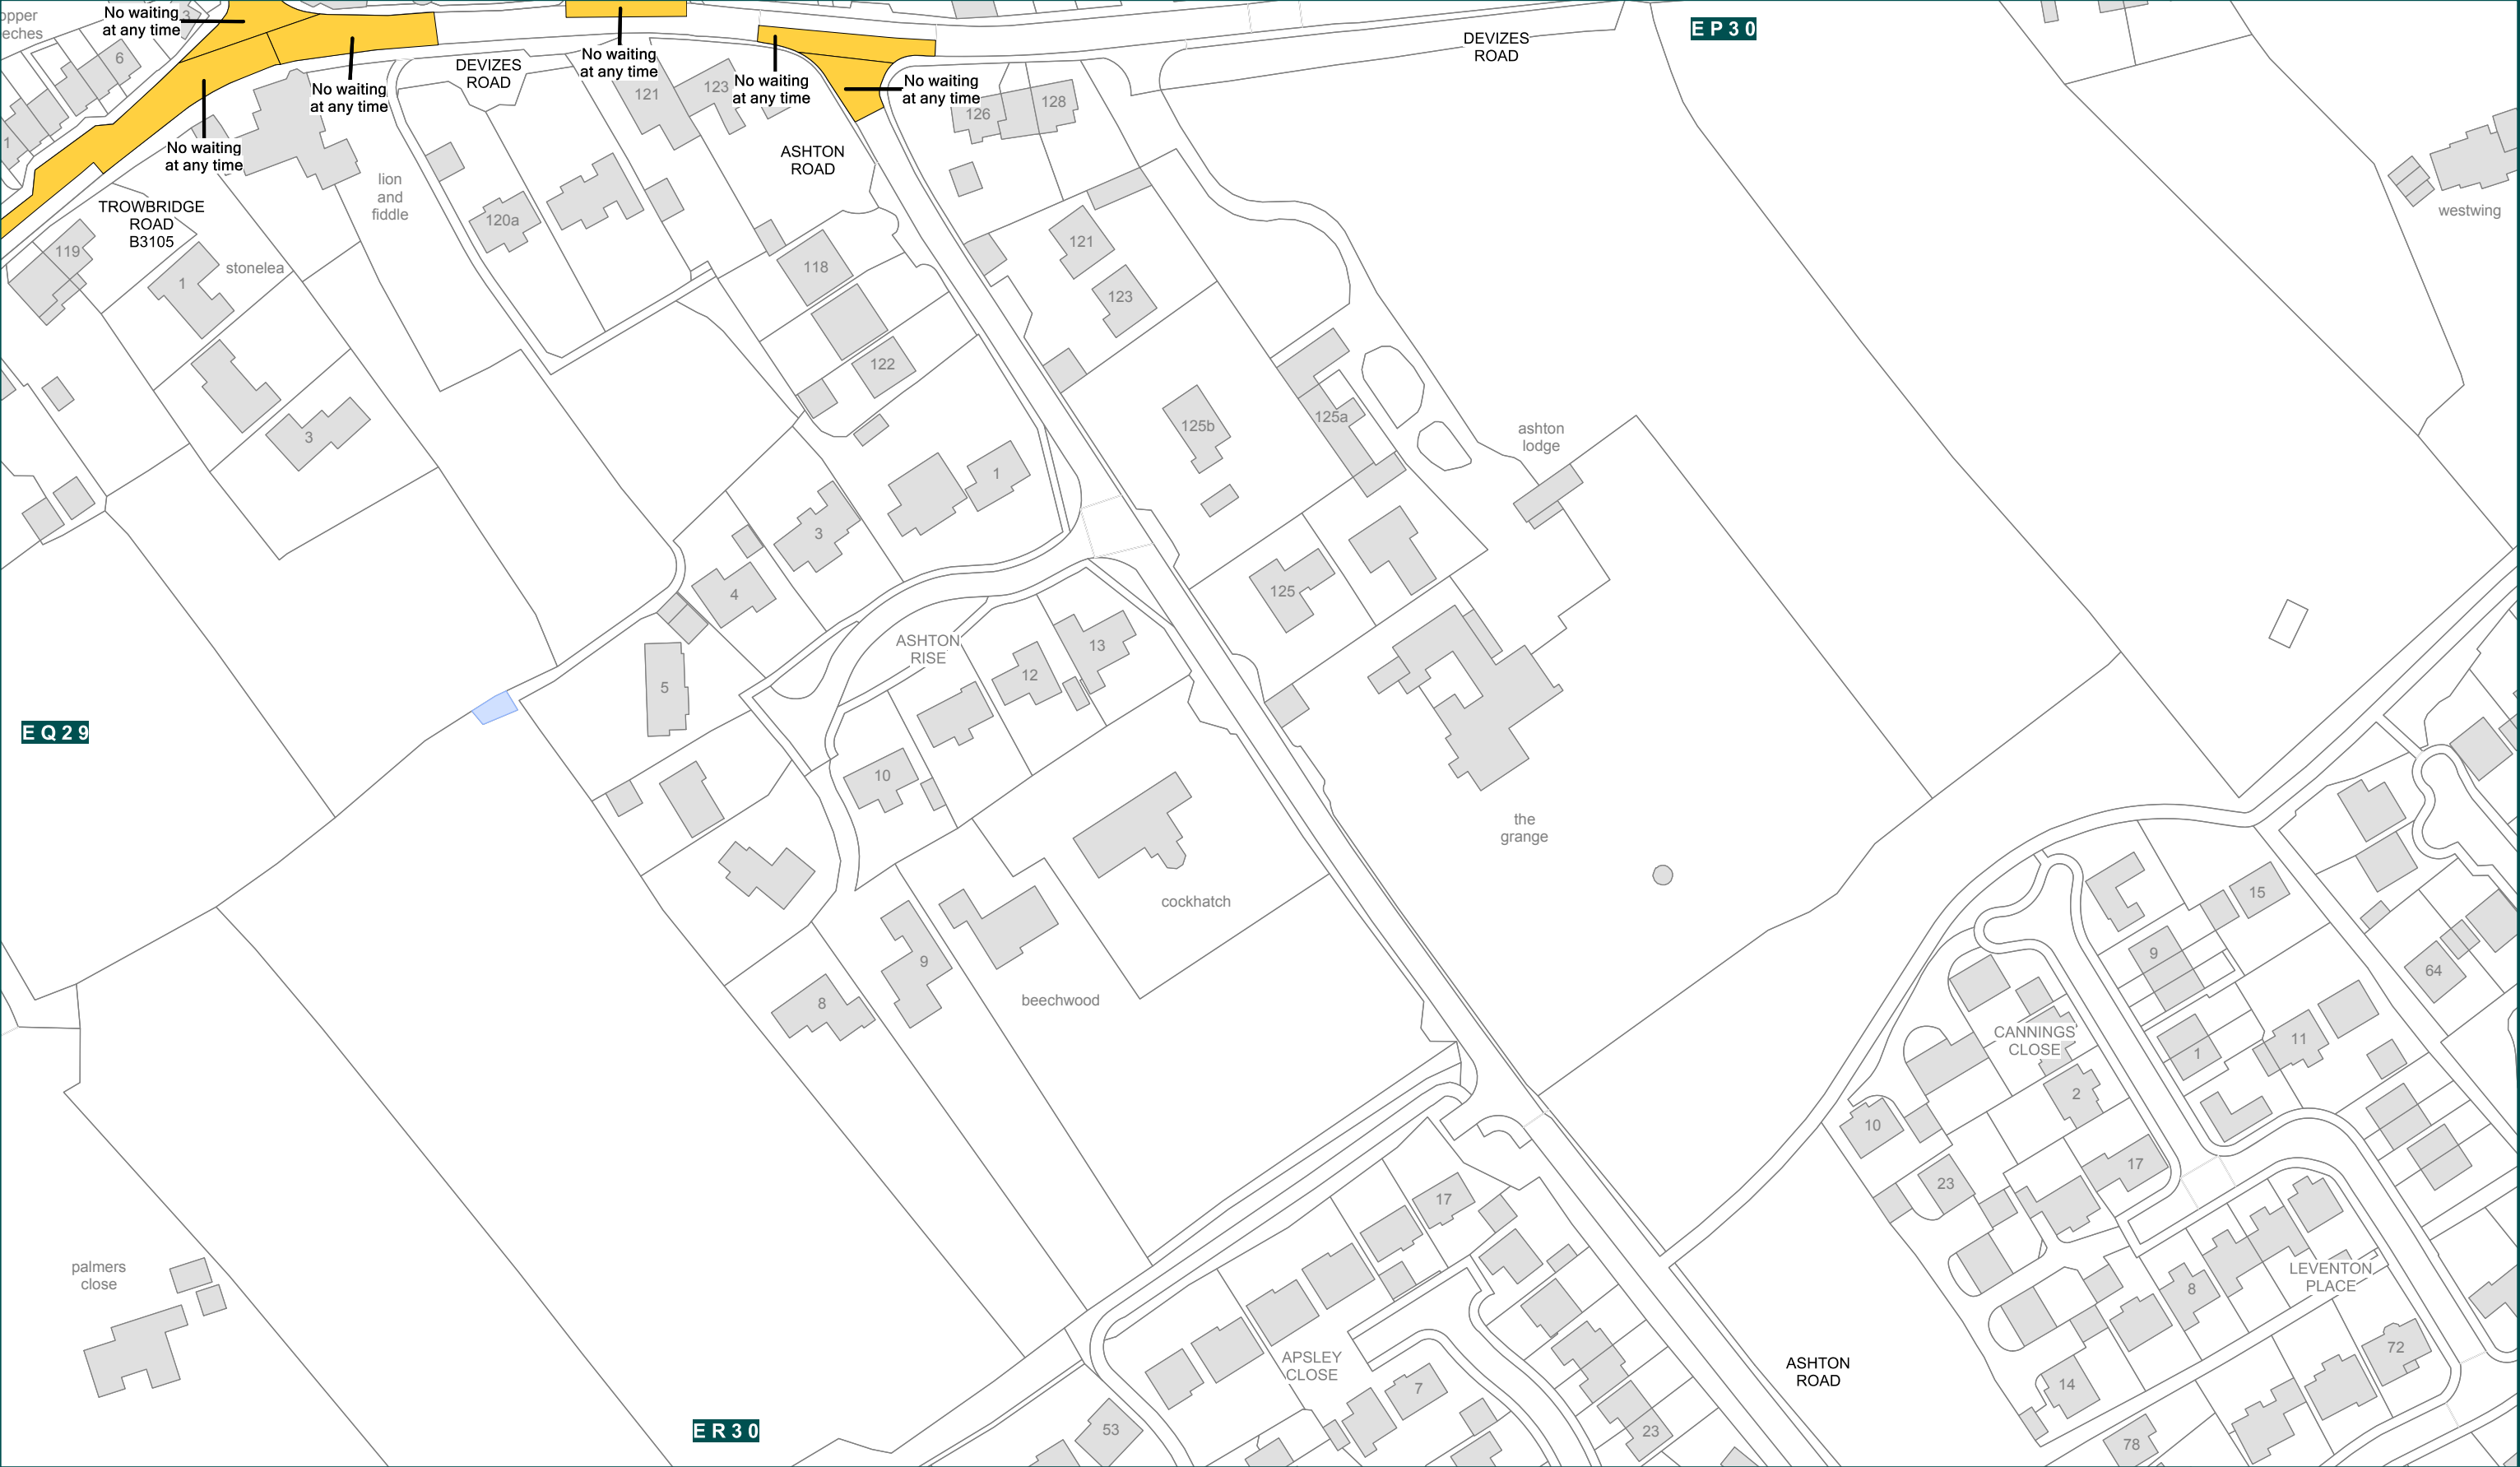 opper
eches
3
No waiting
at any time
6
1
No waiting
at any time
No waiting
at any time
DEVIZES
ROAD
No waiting
at any time
121
123
No waiting
at any time
No waiting
at any time
126
128
DEVIZES
ROAD
EP30
ASHTON
ROAD
westwing
TROWBRIDGE
ROAD
B3105
lion
and
fiddle
120a
119
1
stonelea
118
121
123
122
3
125b
125a
ashton
lodge
1
3
4
125
ASHTON
RISE
13
12
5
EQ29
10
the
grange
cockhatch
15
9
9
beechwood
8
64
CANNINGS
CLOSE
11
1
2
10
17
23
17
palmers
close
8
LEVENTON
PLACE
APSLEY
CLOSE
7
ASHTON
ROAD
72
14
ER30
53
23
78